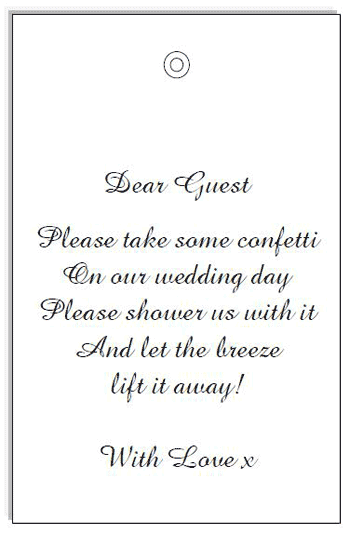 Dear Guest
Please take some confetti
On our wedding day
Please shower us with it
And let the breeze
lift it away!
With Love x